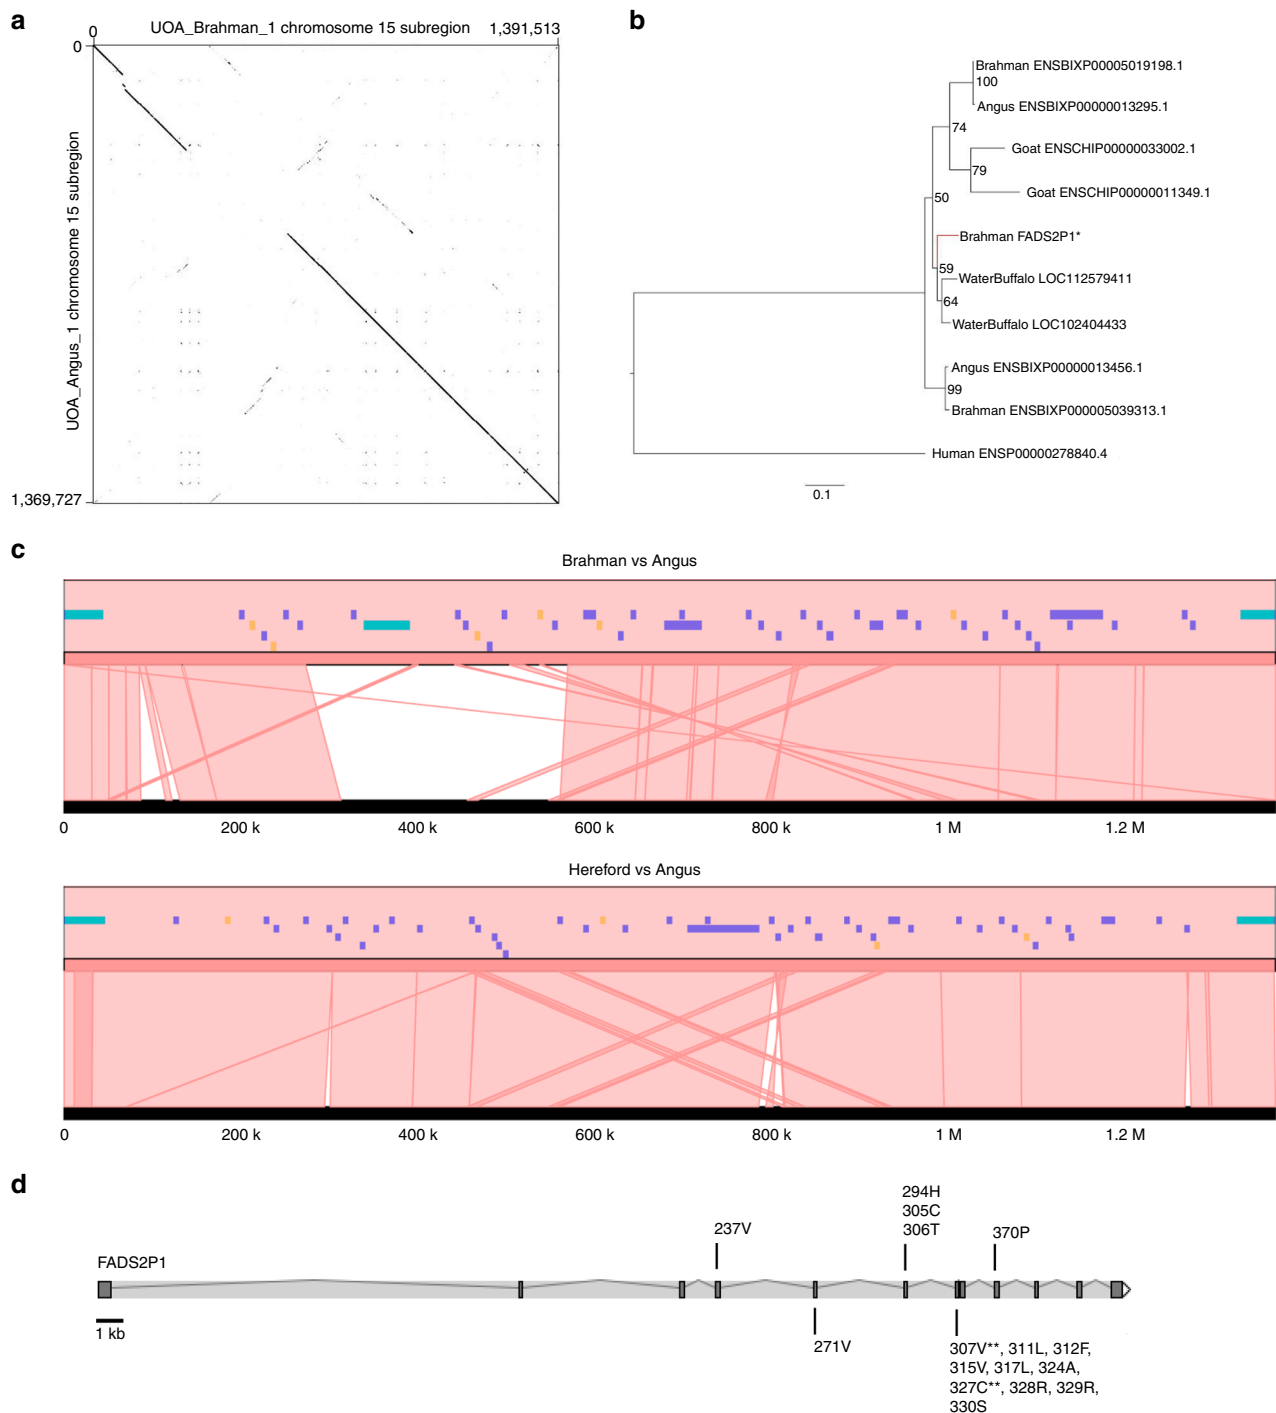 a
0
UOA_Brahman_1 chromosome 15 subregion
1,391,513
0
UOA_Angus_1 chromosome 15 subregion
1,369,727
b
Brahman ENSBIXP00005019198.1
100
Angus ENSBIXP00000013295.1
74
Goat ENSCHIP00000033002.1
79
Goat ENSCHIP00000011349.1
50
Brahman FADS2P1*
59
WaterBuffalo LOC112579411
64
WaterBuffalo LOC102404433
Angus ENSBIXP00000013456.1
99
Brahman ENSBIXP000005039313.1
Human ENSP00000278840.4
0.1
c
Brahman vs Angus
0 200 k 400 k 600 k 800 k 1 M 1.2 M
Hereford vs Angus
0 200 k 400 k 600 k 800 k 1 M 1.2 M
d
294H
305C
306T
237V
370P
FADS2P1
1 kb
271V
307V**, 311L, 312F,
315V, 317L, 324A,
327C**, 328R, 329R,
330S